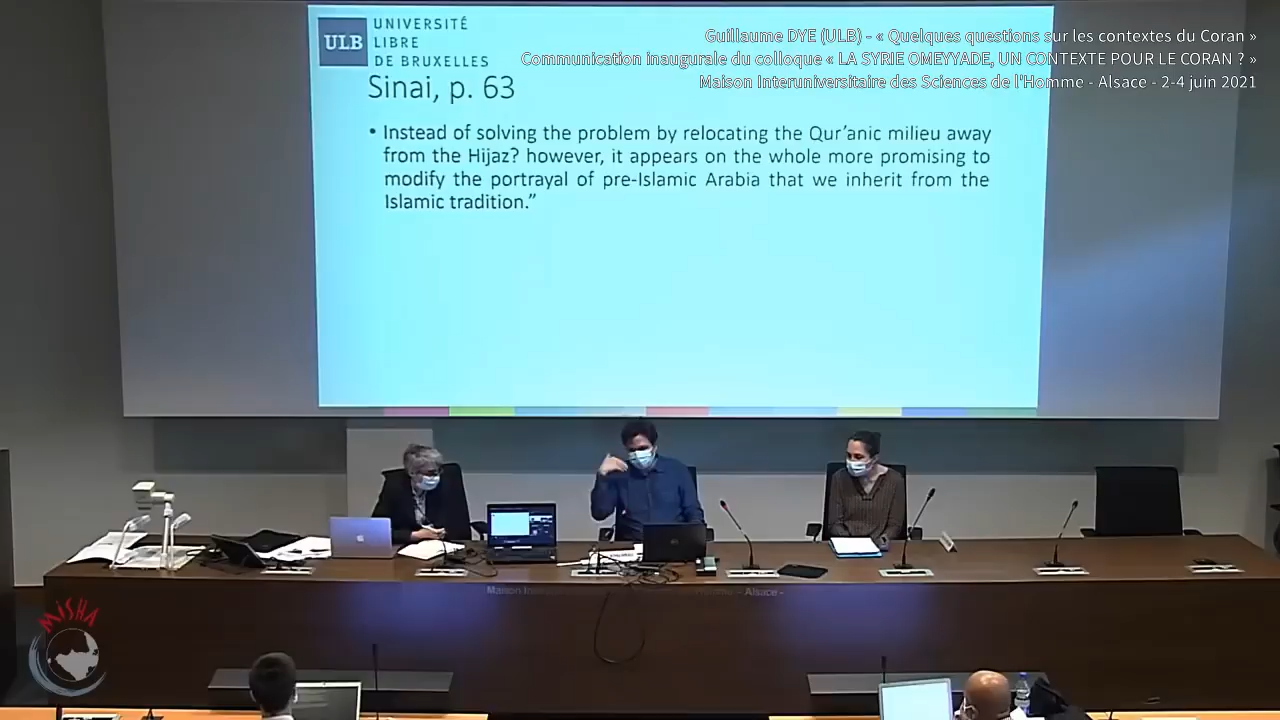 UNIVERSITÉ
ULB LIBRE
DE BRUXELLES
Guillaume DYE (ULB) - « Quelques questions sur les contextes du Coran »
Communication inaugurale du colloque « LA SYRIE OMEYYADE, UN CONTEXTE POUR LE CORAN ? »
Maison Interuniversitaire des Sciences de l'Homme - Alsace - 2-4 juin 2021
Sinai, p. 63
• Instead of solving the problem by relocating the Qurʾanic milieu away
from the Hijaz? however, it appears on the whole more promising to
modify the portrayal of pre-Islamic Arabia that we inherit from the
Islamic tradition.”
MISHA